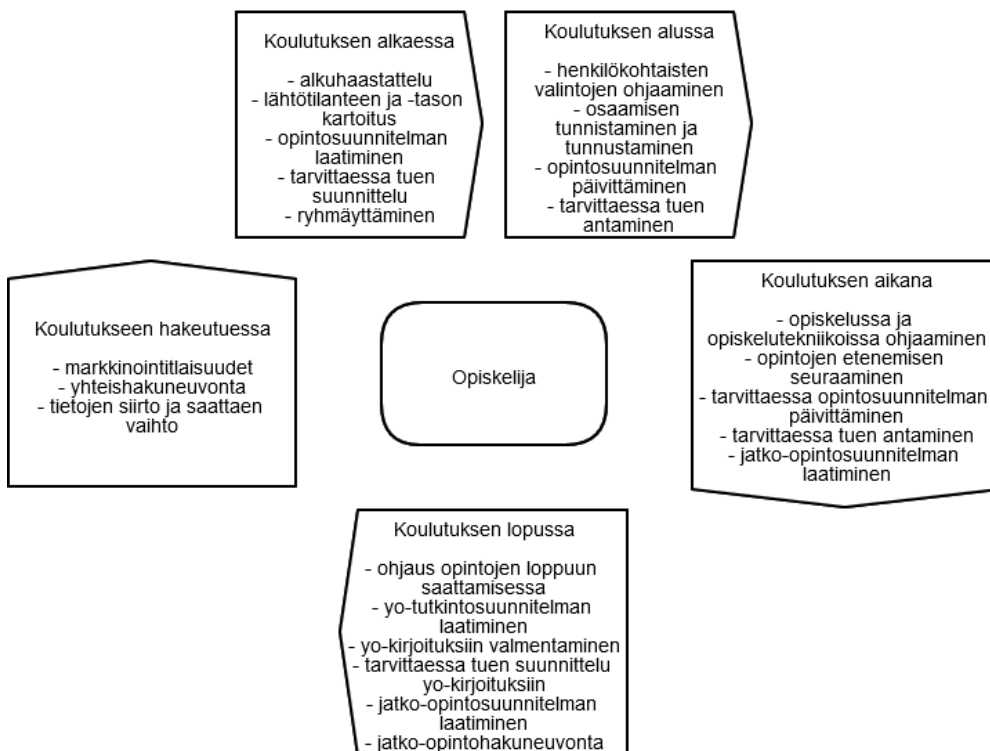 Koulutuksen alkaessa
- alkuhaastattelu
- lähtötilanteen ja -tason
kartoitus
- opintosuunnitelman
laatiminen
- tarvittaessa tuen
suunnittelu
- ryhmäyttäminen
Koulutuksen alussa
- henkilökohtaisten
valintojen ohjaaminen
- osaamisen
tunnistaminen ja
tunnustaminen
- opintosuunnitelman
päivittäminen
- tarvittaessa tuen
antaminen
Koulutukseen hakeutuessa
- markkinointitlaisuudet
- yhteishakuneuvonta
- tietojen siirto ja saattaen
vaihto
Opiskelija
Koulutuksen aikana
- opiskelussa ja
opiskelutekniikoissa ohjaaminen
- opintojen etenemisen
seuraaminen
- tarvittaessa opintosuunnitelman
päivittäminen
- tarvittaessa tuen antaminen
- jatko-opintosuunnitelman
laatiminen
Koulutuksen lopussa
- ohjaus opintojen loppuun
saattamisessa
- yo-tutkintosuunnitelman
laatiminen
- yo-kirjoituksiin valmentaminen
- tarvittaessa tuen suunnittelu
yo-kirjoituksiin
- jatko-opintosuunnitelman
laatiminen
- jatko-opintohakuneuvonta